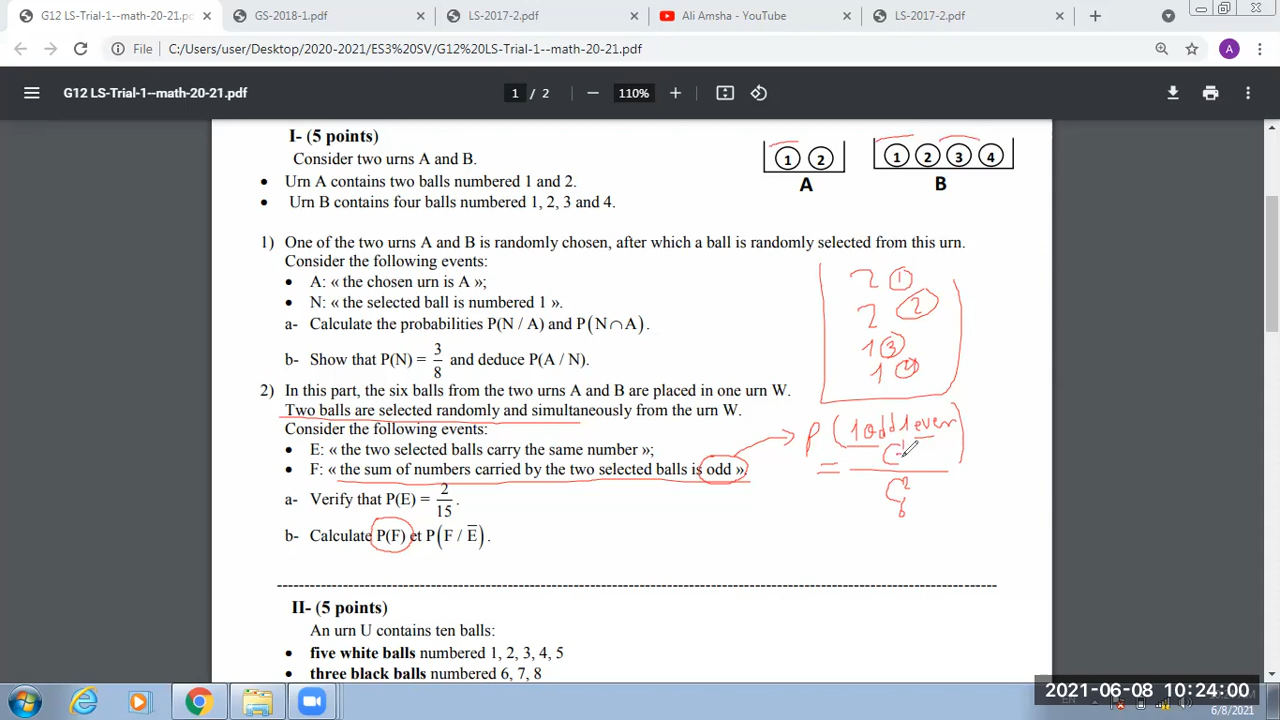 G12 LS-Trial-1--math-20-21.pdf
GS-2018-1.pdf
LS-2017-2.pdf
Ali Amsha - YouTube
LS-2017-2.pdf
File
C:/Users/user/Desktop/2020-2021/ES3%20SV/G12%20LS-Trial-1--math-20-21.pdf
A
G12 LS-Trial-1--math-20-21.pdf
1 / 2
110%
I- (5 points)
Consider two urns A and B.
• Urn A contains two balls numbered 1 and 2.
• Urn B contains four balls numbered 1, 2, 3 and 4.
1 2
A
1 2 3 4
B
1) One of the two urns A and B is randomly chosen, after which a ball is randomly selected from this urn.
Consider the following events:
• A: « the chosen urn is A »;
• N: « the selected ball is numbered 1 ».
a- Calculate the probabilities P(N / A) and P(N∩A).
b- Show that P(N) = 3/8 and deduce P(A / N).
2) In this part, the six balls from the two urns A and B are placed in one urn W.
Two balls are selected randomly and simultaneously from the urn W.
Consider the following events:
• E: « the two selected balls carry the same number »;
• F: « the sum of numbers carried by the two selected balls is odd ».
a- Verify that P(E) = 2/15.
b- Calculate P(F) et P(F / E̅).
2 1
2 2
1 3
1 4
P (1odd1even)
= C¹
C²6
II- (5 points)
An urn U contains ten balls:
five white balls numbered 1, 2, 3, 4, 5
three black balls numbered 6, 7, 8
2021-06-08 10:24:00
6/8/2021